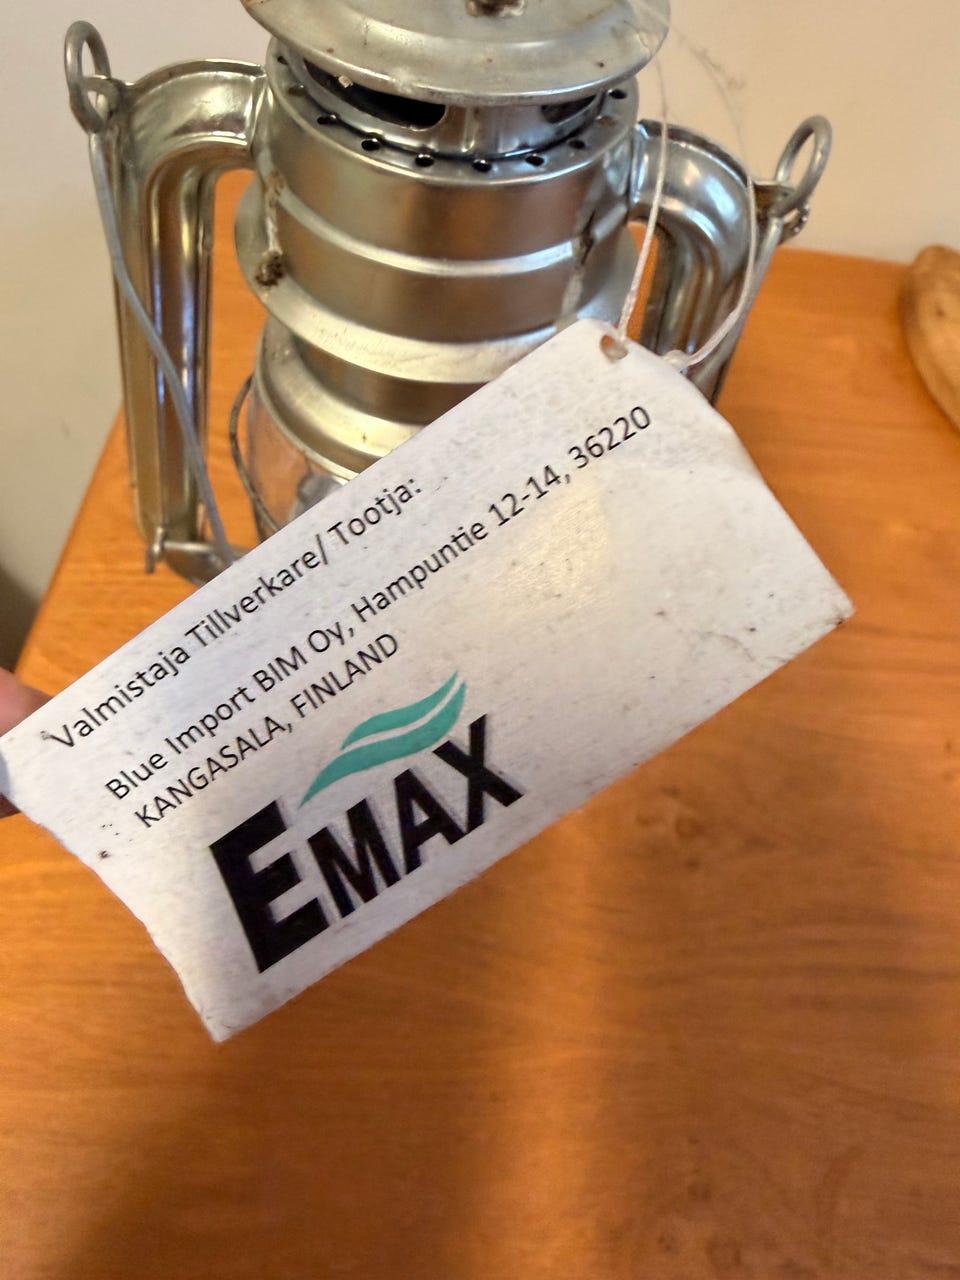 Valmistaja Tillverkare/ Tootja:
Blue Import BIM Oy, Hampuntie 12-14, 36220
KANGASALA, FINLAND
EMAX